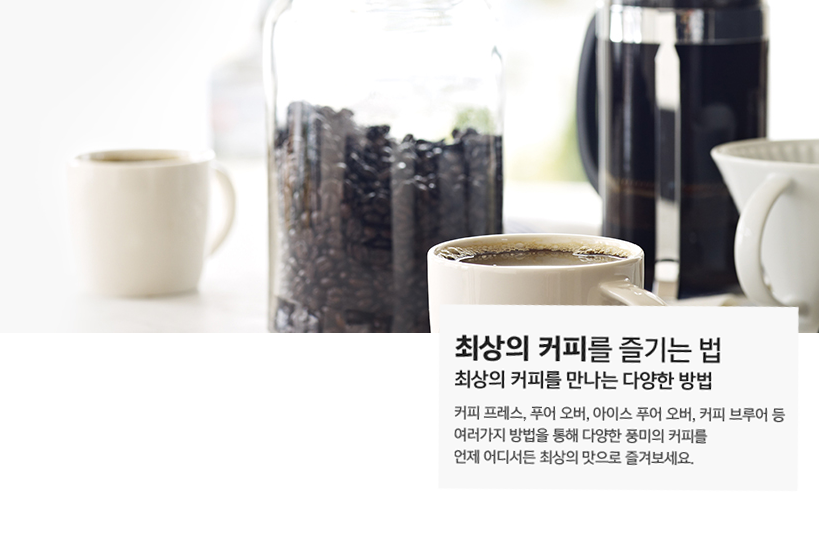 최상의 커피를 즐기는 법
최상의 커피를 만나는 다양한 방법
커피 프레스, 푸어 오버, 아이스 푸어 오버, 커피 브루어 등
여러가지 방법을 통해 다양한 풍미의 커피를
언제 어디서든 최상의 맛으로 즐겨보세요.